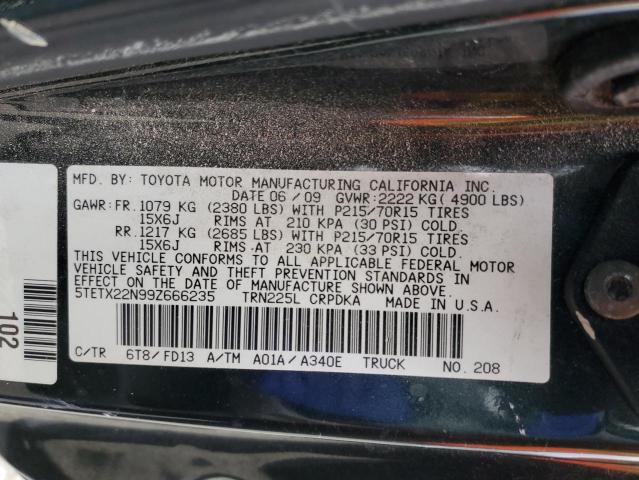 MFD. BY: TOYOTA MOTOR MANUFACTURING CALIFORNIA INC.
DATE 06/09 GVWR:2222 KG( 4900 LBS)
GAWR: FR. 1079 KG (2380 LBS) WITH P215/70R15 TIRES
15X6J RIMS AT 210 KPA (30 PSI) COLD.
RR. 1217 KG (2685 LBS) WITH P215/70R15 TIRES
15X6J RIMS AT 230 KPA (33 PSI) COLD.
THIS VEHICLE CONFORMS TO ALL APPLICABLE FEDERAL MOTOR
VEHICLE SAFETY AND THEFT PREVENTION STANDARDS IN
EFFECT ON THE DATE OF MANUFACTURE SHOWN ABOVE.
5TETX22N99Z666235 TRN225L CRPDKA MADE IN U.S.A.
C/TR 6T8/FD13 A/TM A01A/A340E TRUCK NO. 208
102